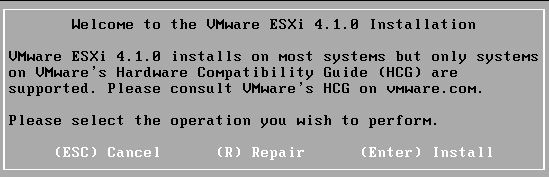 Welcome to the VMware ESXi 4.1.0 Installation
VMware ESXi 4.1.0 installs on most systems but only systems
on VMware's Hardware Compatibility Guide (HCG) are
supported. Please consult VMware's HCG on vmware.com.
Please select the operation you wish to perform.
(ESC) Cancel (R) Repair (Enter) Install